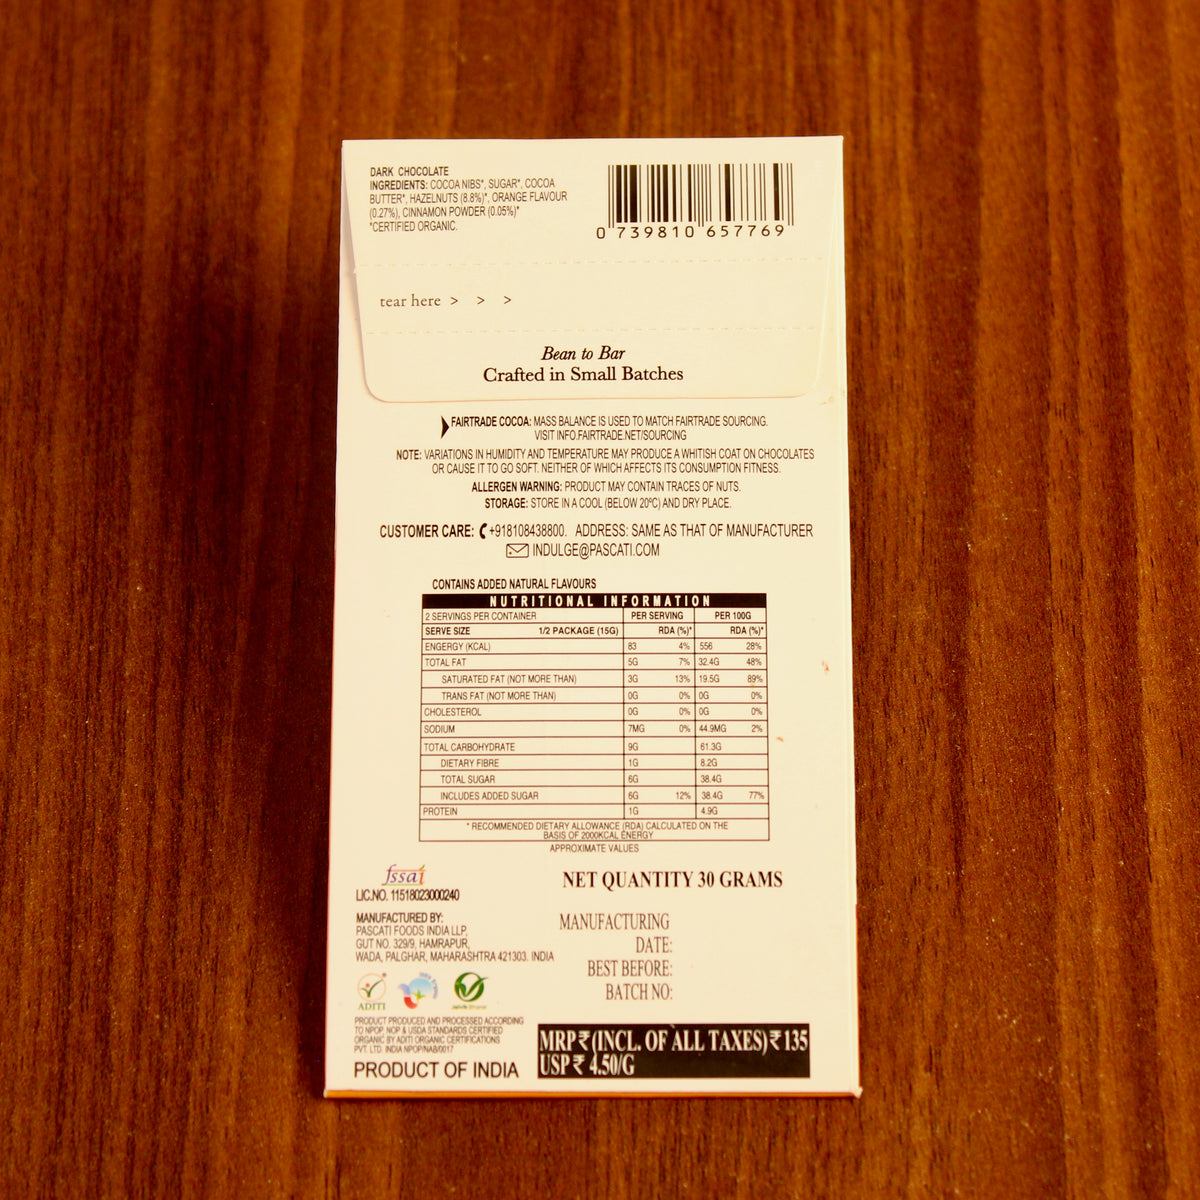 DARK CHOCOLATE
INGREDIENTS: COCOA NIBS*, SUGAR*, COCOA
BUTTER*, HAZELNUTS (8.8%)*, ORANGE FLAVOUR
(0.27%), CINNAMON POWDER (0.05%)*
*CERTIFIED ORGANIC.
0 739810 657769
tear here > > >
Bean to Bar
Crafted in Small Batches
FAIRTRADE COCOA: MASS BALANCE IS USED TO MATCH FAIRTRADE SOURCING.
VISIT INFO.FAIRTRADE.NET/SOURCING
NOTE: VARIATIONS IN HUMIDITY AND TEMPERATURE MAY PRODUCE A WHITISH COAT ON CHOCOLATES
OR CAUSE IT TO GO SOFT. NEITHER OF WHICH AFFECTS ITS CONSUMPTION FITNESS.
ALLERGEN WARNING: PRODUCT MAY CONTAIN TRACES OF NUTS.
STORAGE: STORE IN A COOL (BELOW 20ºC) AND DRY PLACE.
CUSTOMER CARE: +918108438800. ADDRESS: SAME AS THAT OF MANUFACTURER
INDULGE@PASCATI.COM
CONTAINS ADDED NATURAL FLAVOURS
NUTRITIONAL INFORMATION
2 SERVINGS PER CONTAINER PER SERVING PER 100G
SERVE SIZE 1/2 PACKAGE (15G) RDA (%)* RDA (%)*
ENGERGY (KCAL) 83 4% 556 28%
TOTAL FAT 5G 7% 32.4G 48%
SATURATED FAT (NOT MORE THAN) 3G 13% 19.5G 89%
TRANS FAT (NOT MORE THAN) 0G 0% 0G 0%
CHOLESTEROL 0G 0% 0G 0%
SODIUM 7MG 0% 44.9MG 2%
TOTAL CARBOHYDRATE 9G 61.3G
DIETARY FIBRE 1G 8.2G
TOTAL SUGAR 6G 38.4G
INCLUDES ADDED SUGAR 6G 12% 38.4G 77%
PROTEIN 1G 4.9G
* RECOMMENDED DIETARY ALLOWANCE (RDA) CALCULATED ON THE
BASIS OF 2000KCAL ENERGY
APPROXIMATE VALUES
fssai
LIC.NO. 11518023000240
NET QUANTITY 30 GRAMS
MANUFACTURED BY:
PASCATI FOODS INDIA LLP,
GUT NO. 329/9, HAMRAPUR,
WADA, PALGHAR, MAHARASHTRA 421303. INDIA
MANUFACTURING
DATE:
BEST BEFORE:
BATCH NO:
ADITI
PRODUCT PRODUCED AND PROCESSED ACCORDING
TO NPOP, NOP & USDA STANDARDS CERTIFIED
ORGANIC BY ADITI ORGANIC CERTIFICATIONS
PVT. LTD. INDIA NPOP/NAB/0017
PRODUCT OF INDIA
MRP ₹ (INCL. OF ALL TAXES) ₹ 135
USP ₹ 4.50/G